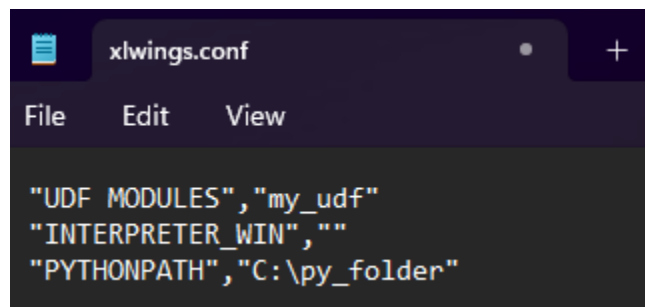 xlwings.conf
File Edit View
"UDF MODULES","my_udf"
"INTERPRETER_WIN",""
"PYTHONPATH","C:\py_folder"